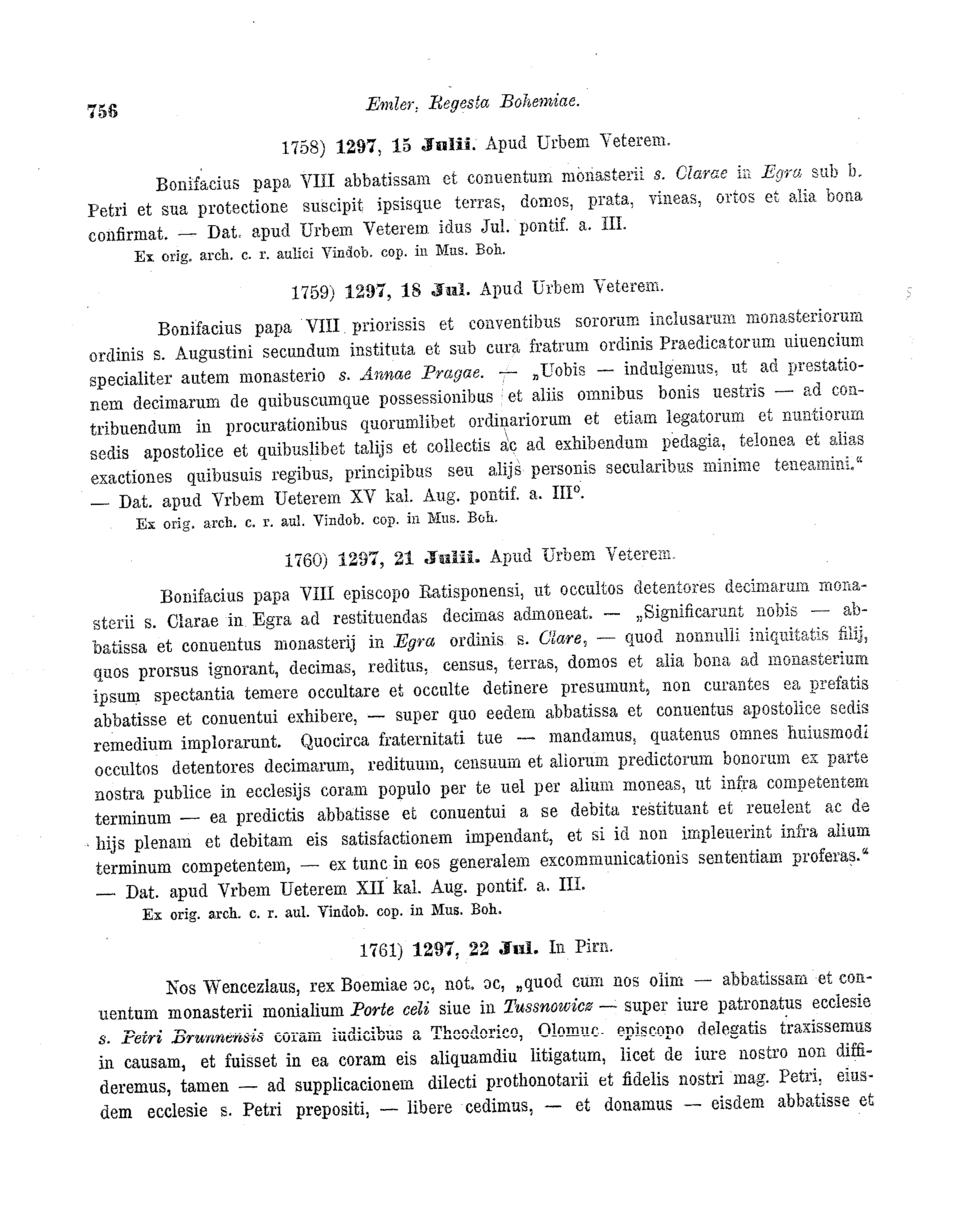 756
Emler, Regesta Bohemiae.
1758) 1297, 15 Julii. Apud Urbem Veterem.
Bonifacius papa VIII abbatissam et conuentum monasterii s. Clarae in Egra sub b.
Petri et sua protectione suscipit ipsisque terras, domos, prata, vineas, ortos et alia bona
confirmat. — Dat. apud Urbem Veterem idus Jul. pontif. a. III.
Ex orig. arch. c. r. aulici Vindob. cop. in Mus. Boh.
1759) 1297, 18 Jul. Apud Urbem Veterem.
Bonifacius papa VIII priorissis et conventibus sororum inclusarum monasteriorum
ordinis s. Augustini secundum instituta et sub cura fratrum ordinis Praedicatorum uiuencium
specialiter autem monasterio s. Annae Pragae. — „Uobis — indulgemus, ut ad prestatio-
nem decimarum de quibuscumque possessionibus et aliis omnibus bonis uestris — ad con-
tribuendum in procurationibus quorumlibet ordinariorum et etiam legatorum et nuntiorum
sedis apostolice et quibuslibet talijs et collectis ac ad exhibendum pedagia, telonea et alias
exactiones quibusuis regibus, principibus seu alijs personis secularibus minime teneamini.“
— Dat. apud Vrbem Ueterem XV kal. Aug. pontif. a. IIIº.
Ex orig. arch. c. r. aul. Vindob. cop. in Mus. Boh.
1760) 1297, 21 Julii. Apud Urbem Veterem.
Bonifacius papa VIII episcopo Ratisponensi, ut occultos detentores decimarum mona-
sterii s. Clarae in Egra ad restituendas decimas admoneat. — „Significarunt nobis — ab-
batissa et conuentus monasterij in Egra ordinis s. Clare, — quod nonnulli iniquitatis filij,
quos prorsus ignorant, decimas, reditus, census, terras, domos et alia bona ad monasterium
ipsum spectantia temere occultare et occulte detinere presumunt, non curantes ea prefatis
abbatisse et conuentui exhibere, — super quo eedem abbatissa et conuentus apostolice sedis
remedium implorarunt. Quocirca fraternitati tue — mandamus, quatenus omnes huiusmodi
occultos detentores decimarum, redituum, censuum et aliorum predictorum bonorum ex parte
nostra publice in ecclesijs coram populo per te uel per alium moneas, ut infra competentem
terminum — ea predictis abbatisse et conuentui a se debita restituant et reuelent ac de
hijs plenam et debitam eis satisfactionem impendant, et si id non impleuerint infra alium
terminum competentem, — ex tunc in eos generalem excommunicationis sententiam proferas.“
— Dat. apud Vrbem Ueterem XII kal. Aug. pontif. a. III.
Ex orig. arch. c. r. aul. Vindob. cop. in Mus. Boh.
1761) 1297, 22 Jul. In Pirn.
Nos Wencezlaus, rex Boemiae ɔc, not. ɔc, „quod cum nos olim — abbatissam et con-
uentum monasterii monialium Porte celi siue in Tussnowicz — super iure patronatus ecclesie
s. Petri Brunnensis coram iudicibus a Theodorico, Olomuc. episcopo delegatis traxissemus
in causam, et fuisset in ea coram eis aliquamdiu litigatum, licet de iure nostro non diffi-
deremus, tamen — ad supplicacionem dilecti prothonotarii et fidelis nostri mag. Petri, eius-
dem ecclesie s. Petri prepositi, — libere cedimus, — et donamus — eisdem abbatisse et